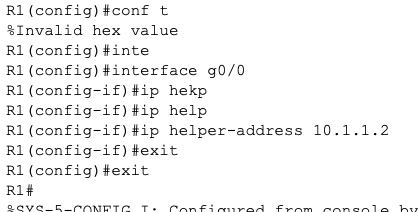 R1(config)#conf t
%Invalid hex value
R1(config)#inte
R1(config)#interface g0/0
R1(config-if)#ip hekp
R1(config-if)#ip help
R1(config-if)#ip helper-address 10.1.1.2
R1(config-if)#exit
R1(config)#exit
R1#
%SYS-5-CONFIG_I: Configured from console by